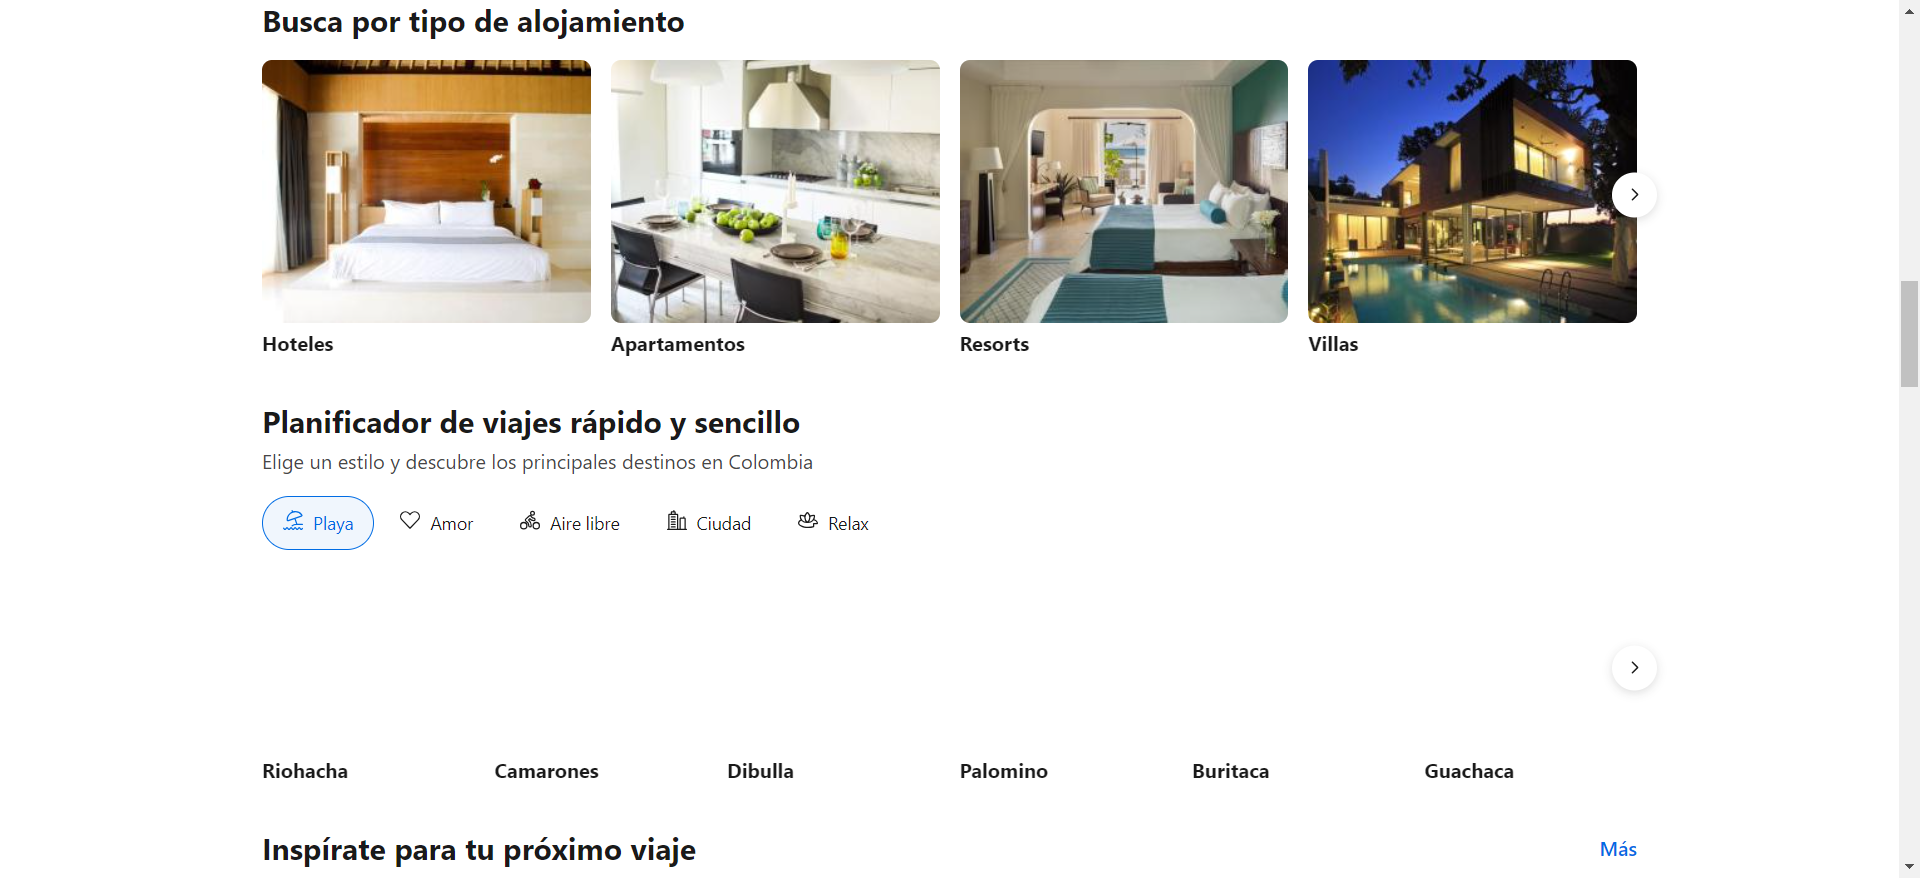 Busca por tipo de alojamiento
Hoteles
Apartamentos
Resorts
Villas
Planificador de viajes rápido y sencillo
Elige un estilo y descubre los principales destinos en Colombia
Playa
Amor
Aire libre
Ciudad
Relax
Riohacha
Camarones
Dibulla
Palomino
Buritaca
Guachaca
Inspírate para tu próximo viaje
Más